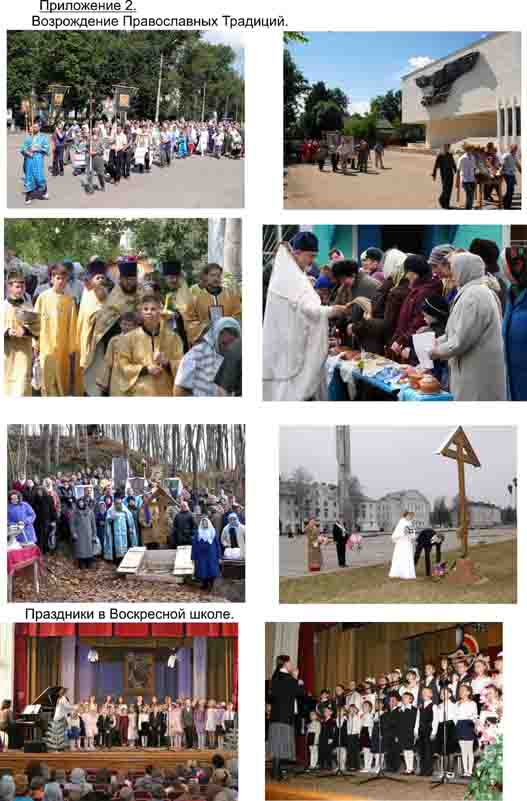 Приложение 2.
Возрождение Православных Традиций.
Праздники в Воскресной школе.